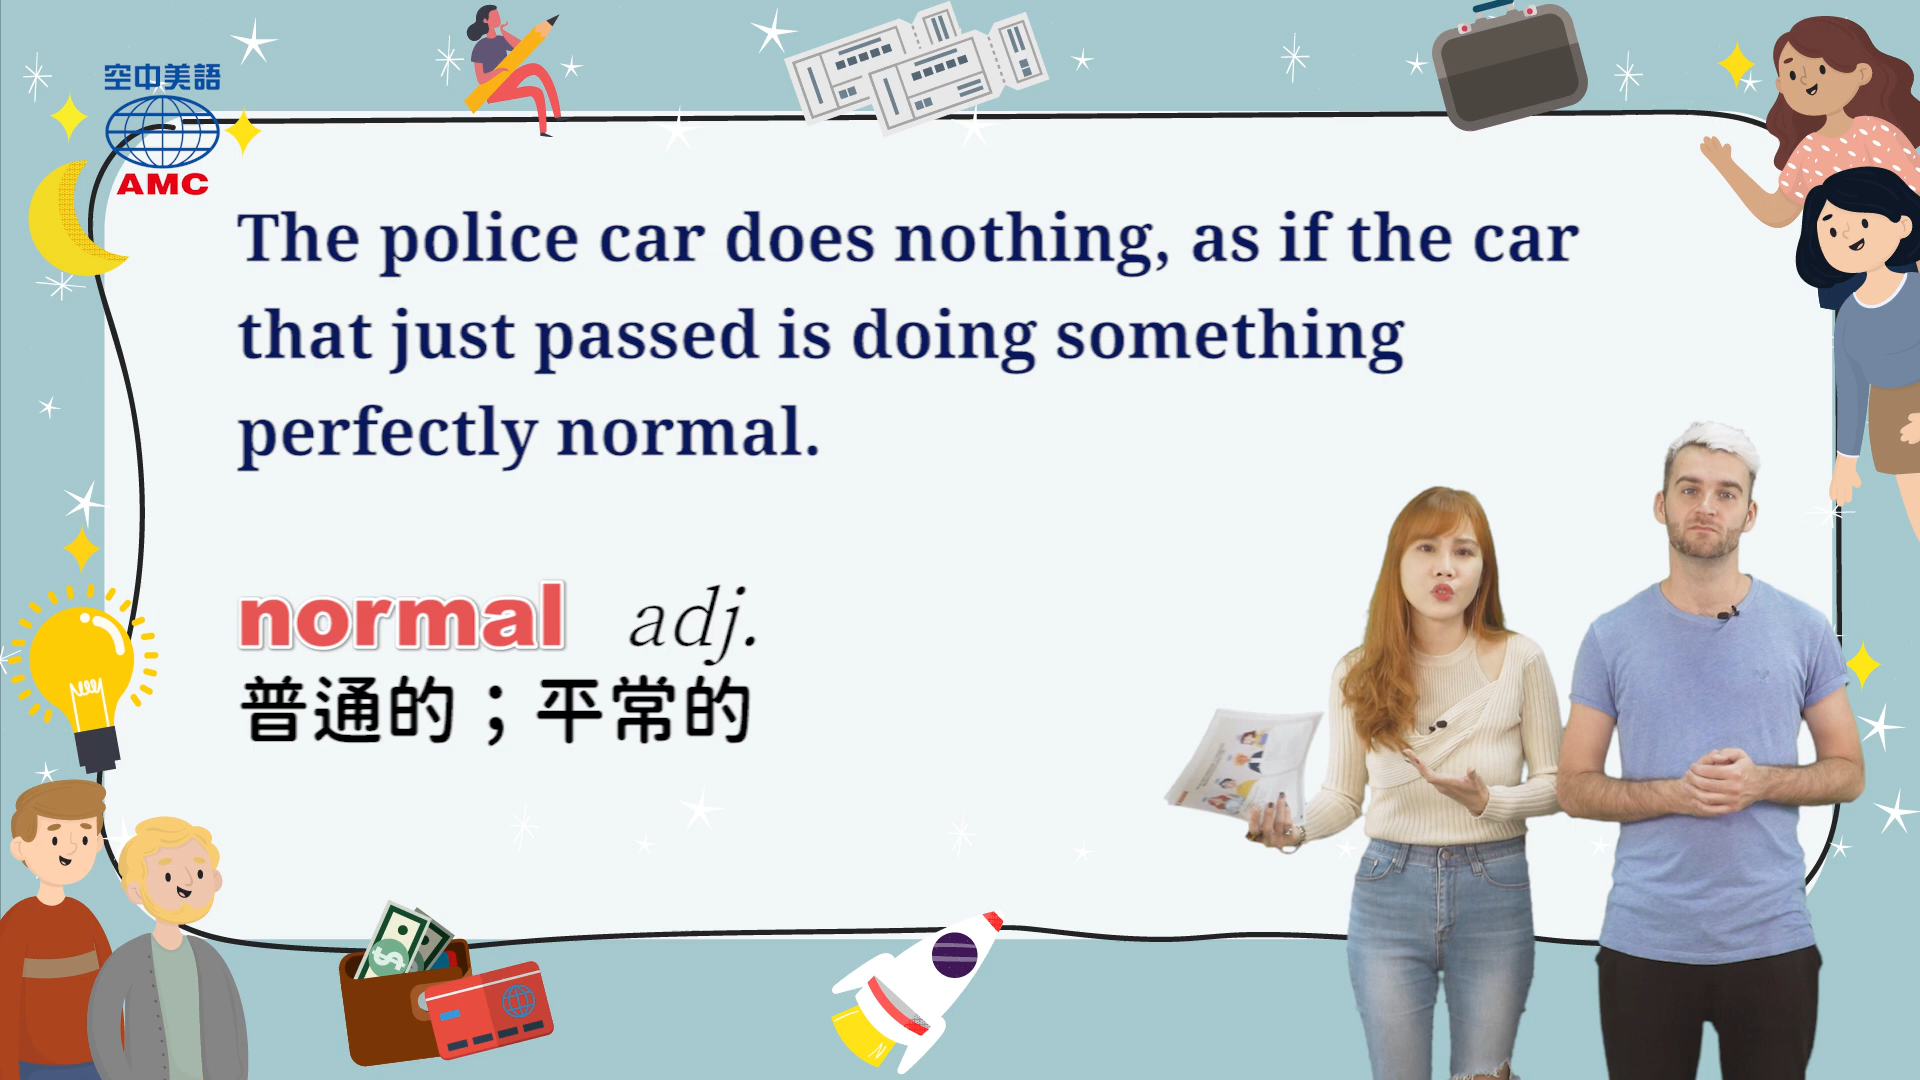 空中美語
AMC
The police car does nothing, as if the car
that just passed is doing something
perfectly normal.
normal adj.
普通的；平常的